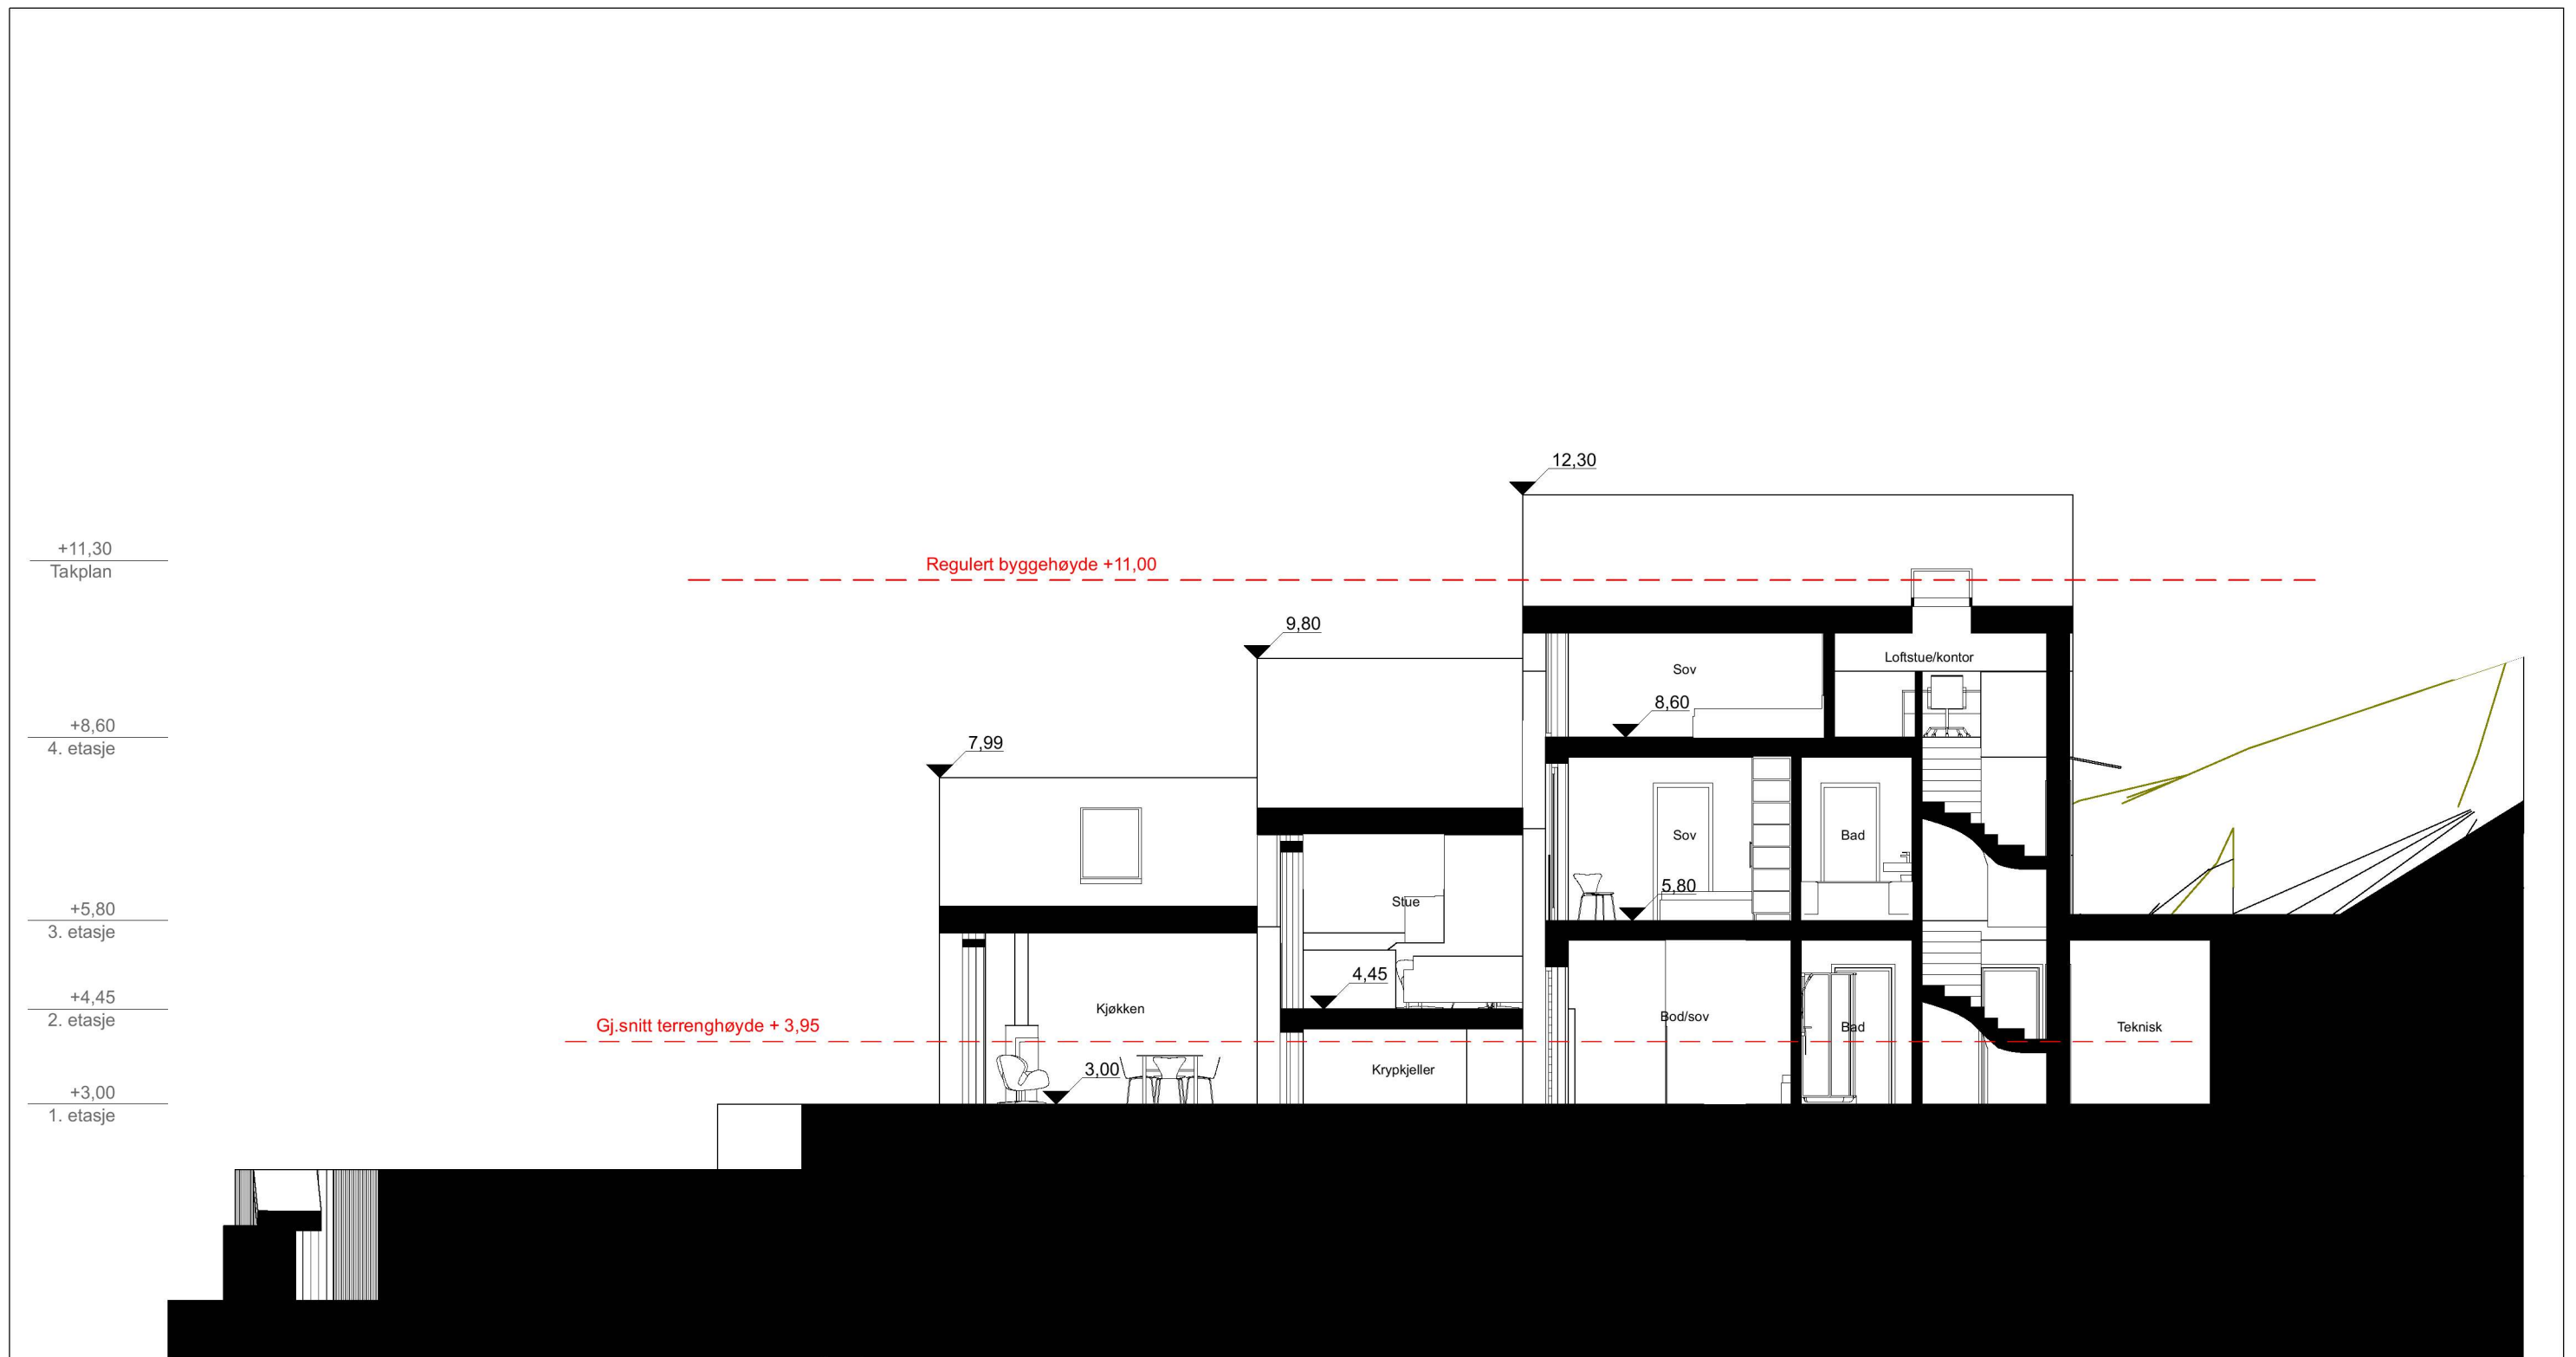 12,30
+11,30
Takplan
Regulert byggehøyde +11,00
9,80
Loftstue/kontor
Sov
8,60
+8,60
4. etasje
7,99
Sov
Bad
5,80
Stue
+5,80
3. etasje
4,45
+4,45
2. etasje
Kjøkken
Bod/sov
Gj.snitt terrenghøyde + 3,95
Bad
Teknisk
3,00
Krypkjeller
+3,00
1. etasje